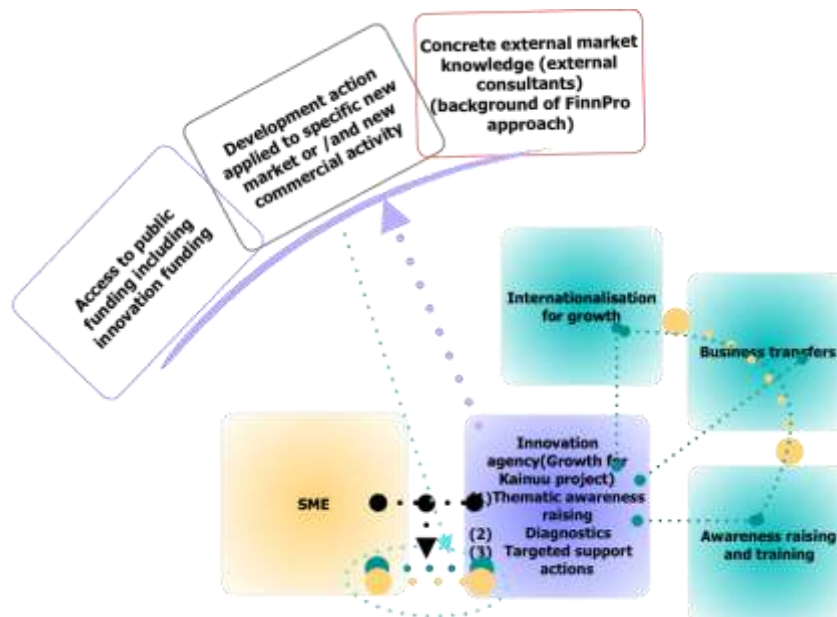 Concrete external market
knowledge (external
consultants)
(background of FinnPro
approach)
Development action
applied to specific new
market or /and new
commercial activity
Access to public
funding including
innovation funding
Internationalisation
for growth
Business transfers
SME
Innovation
agency(Growth for
Kainuu project)
(1)Thematic awareness
raising
(2) Diagnostics
(3) Targeted support
actions
Awareness raising
and training